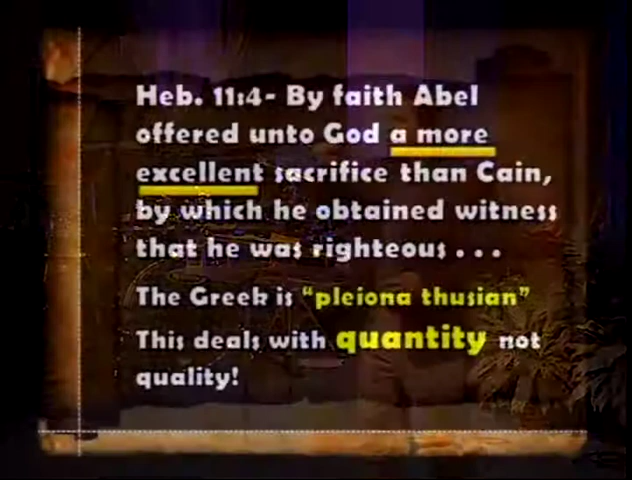 Heb. 11:4- By faith Abel
offered unto God a more
excellent sacrifice than Cain,
by which he obtained witness
that he was righteous . . .
The Greek is “pleiona thusian”
This deals with quantity not
quality!